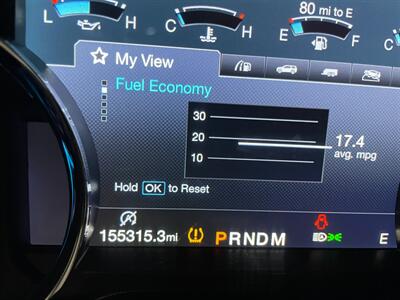 L H C H 80 mi to E E F C
My View
Fuel Economy
30
20
10
17.4
avg. mpg
Hold OK to Reset
155315.3mi PRNDM E